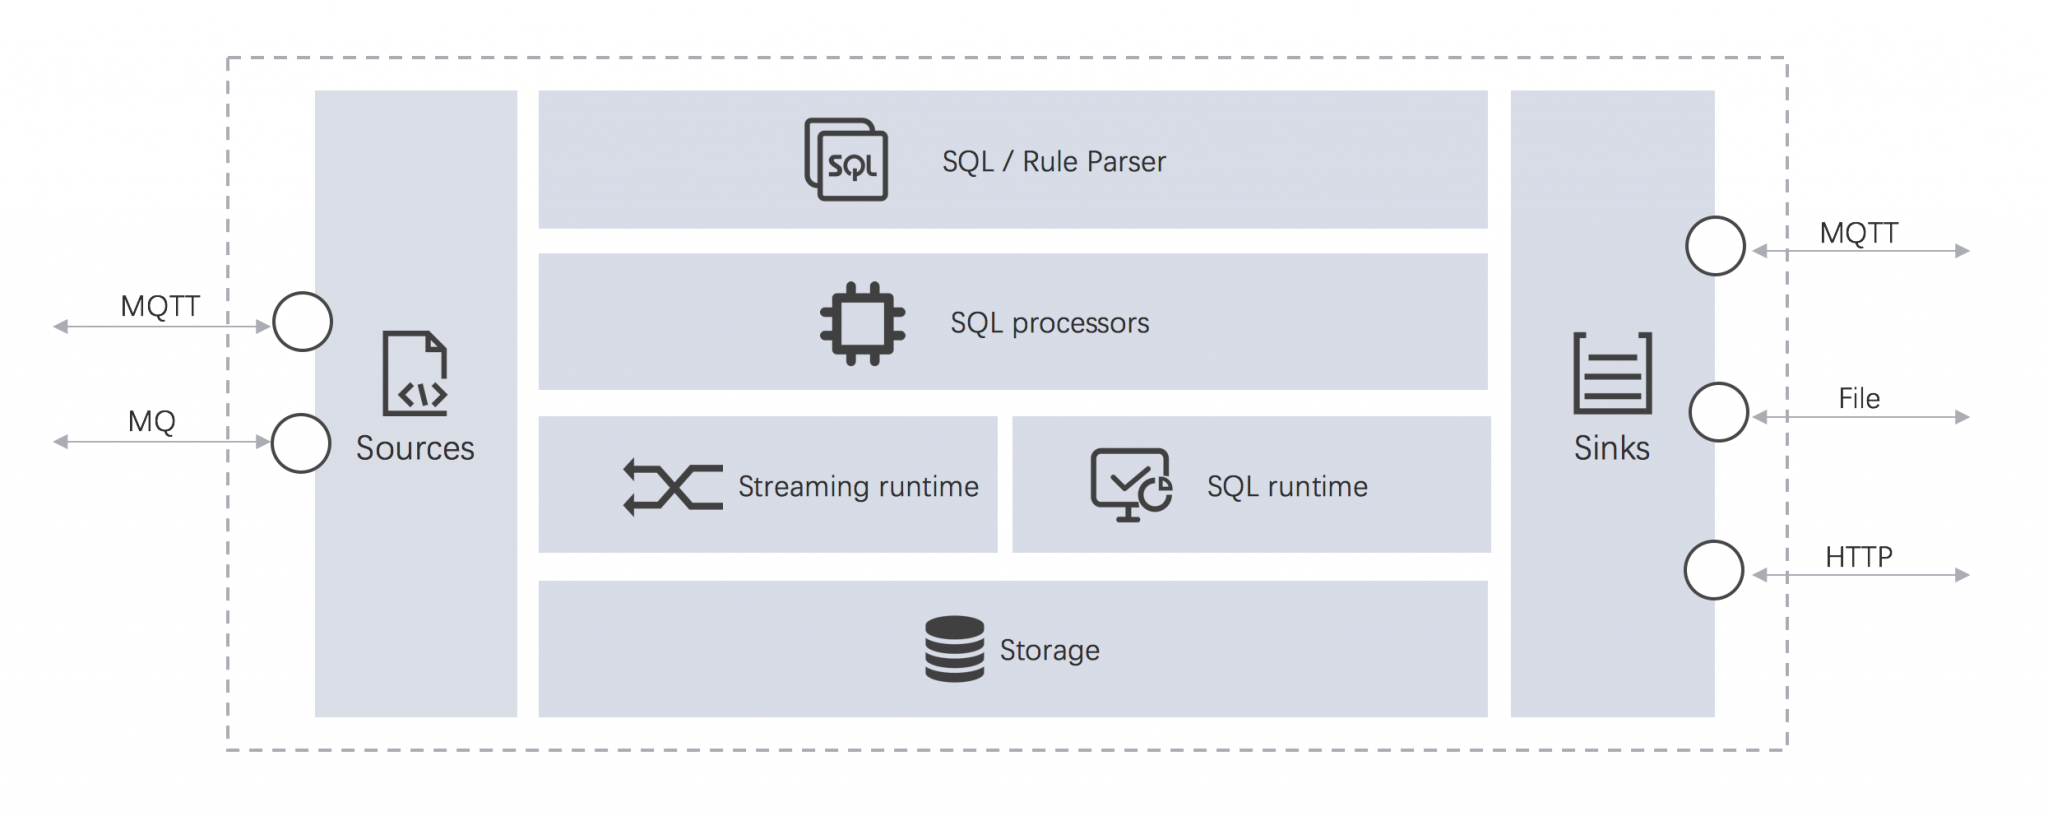 MQTT
MQ
Sources
SQL
SQL / Rule Parser
SQL processors
Streaming runtime
SQL runtime
Storage
Sinks
MQTT
File
HTTP